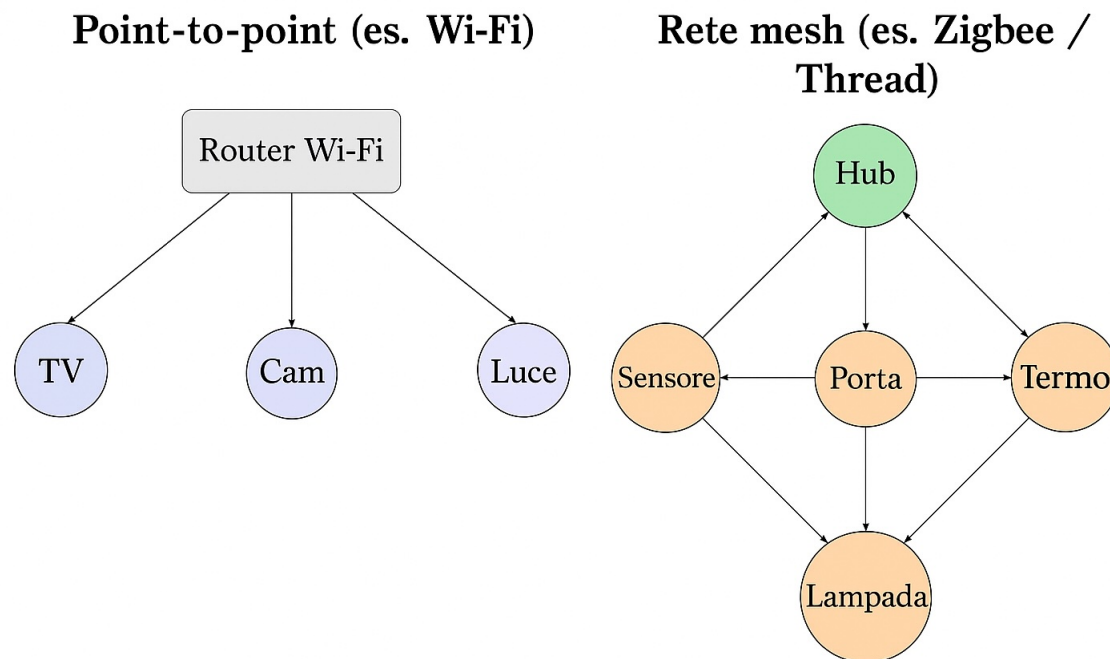 Point-to-point (es. Wi-Fi)
Router Wi-Fi
TV
Cam
Luce
Rete mesh (es. Zigbee /
Thread)
Hub
Sensore
Porta
Termo
Lampada